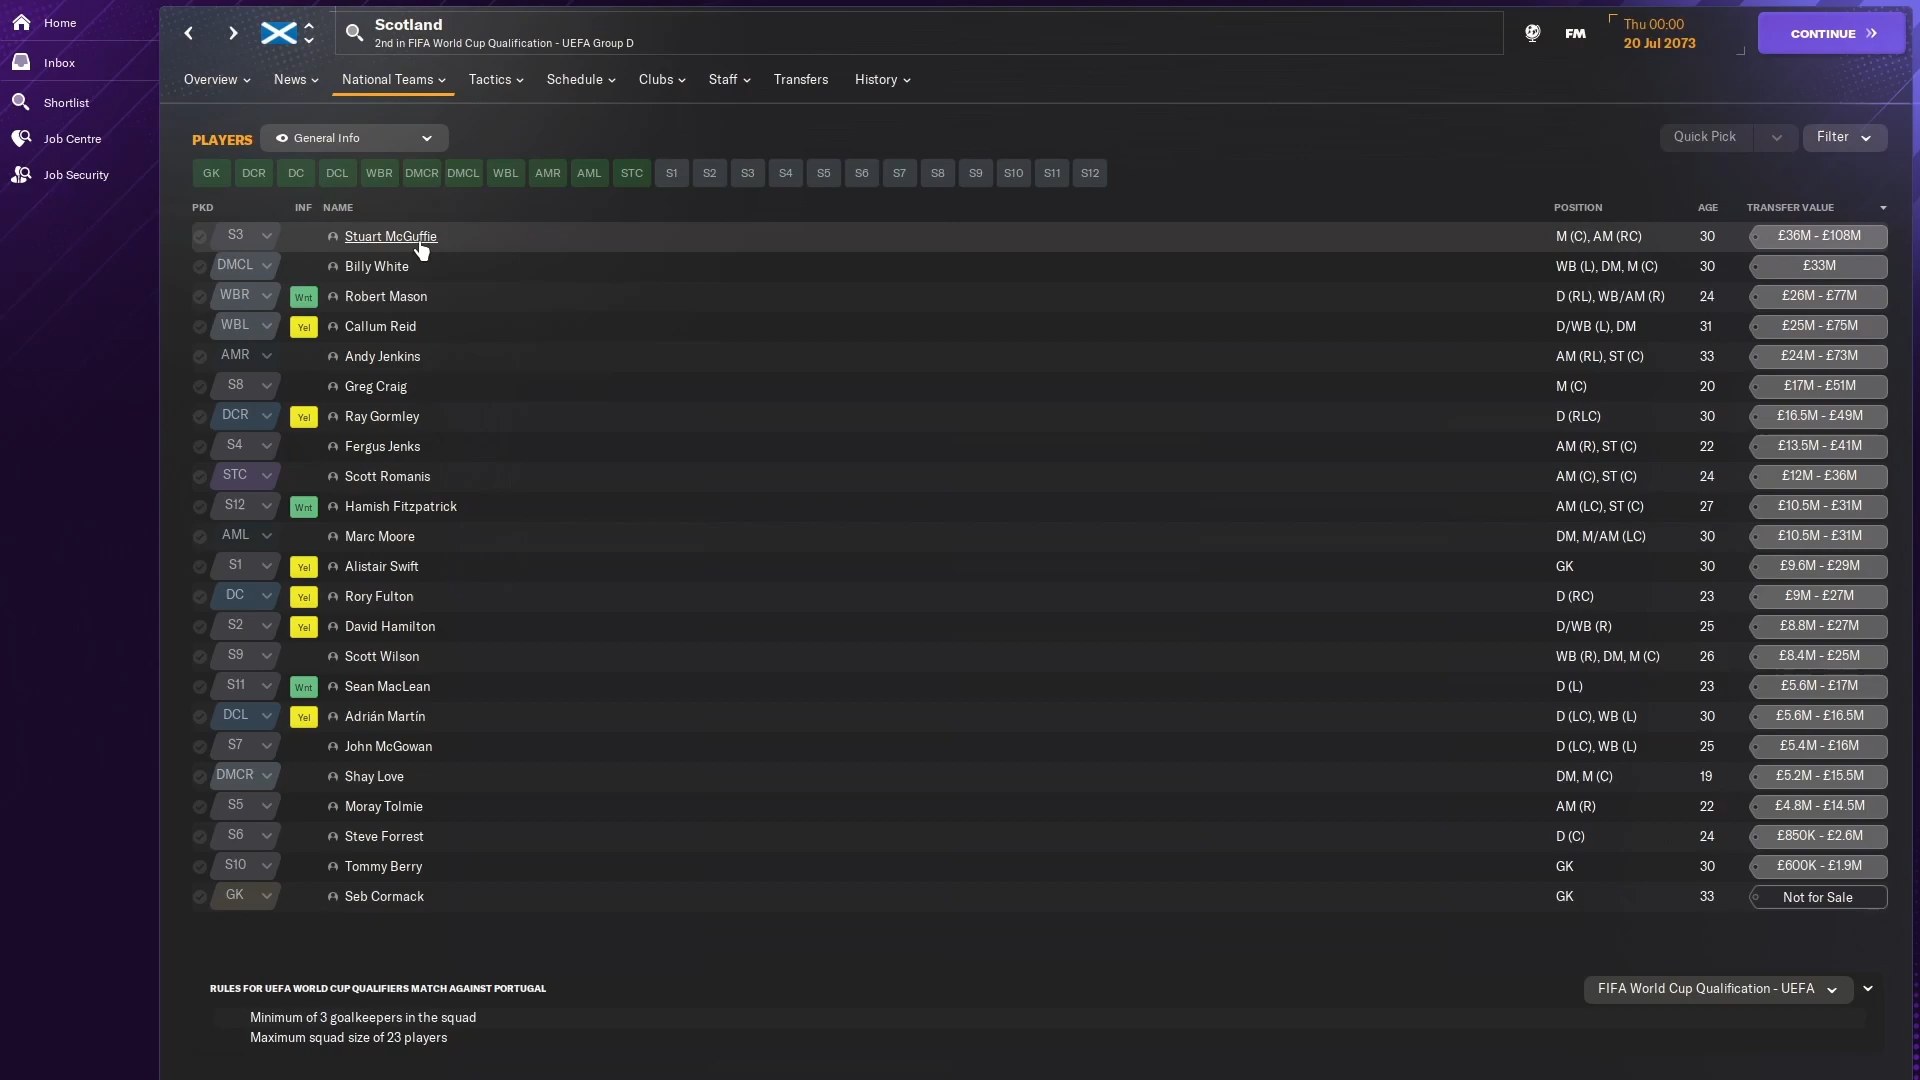 Home
Inbox
Shortlist
Job Centre
Job Security
Scotland
2nd in FIFA World Cup Qualification - UEFA Group D
FM
Thu 00:00
20 Jul 2073
CONTINUE
Overview News National Teams Tactics Schedule Clubs Staff Transfers History
PLAYERS General Info Quick Pick Filter
GK DCR DC DCL WBR DMCR DMCL WBL AMR AML STC S1 S2 S3 S4 S5 S6 S7 S8 S9 S10 S11 S12
PKD INF NAME POSITION AGE TRANSFER VALUE
S3 Stuart McGuffie M (C), AM (RC) 30 £36M - £108M
DMCL Billy White WB (L), DM, M (C) 30 £33M
WBR Wnt Robert Mason D (RL), WB/AM (R) 24 £26M - £77M
WBL Yel Callum Reid D/WB (L), DM 31 £25M - £75M
AMR Andy Jenkins AM (RL), ST (C) 33 £24M - £73M
S8 Greg Craig M (C) 20 £17M - £51M
DCR Yel Ray Gormley D (RLC) 30 £16.5M - £49M
S4 Fergus Jenks AM (R), ST (C) 22 £13.5M - £41M
STC Scott Romanis AM (C), ST (C) 24 £12M - £36M
S12 Wnt Hamish Fitzpatrick AM (LC), ST (C) 27 £10.5M - £31M
AML Marc Moore DM, M/AM (LC) 30 £10.5M - £31M
S1 Yel Alistair Swift GK 30 £9.6M - £29M
DC Yel Rory Fulton D (RC) 23 £9M - £27M
S2 Yel David Hamilton D/WB (R) 25 £8.8M - £27M
S9 Scott Wilson WB (R), DM, M (C) 26 £8.4M - £25M
S11 Wnt Sean MacLean D (L) 23 £5.6M - £17M
DCL Yel Adrián Martín D (LC), WB (L) 30 £5.6M - £16.5M
S7 John McGowan D (LC), WB (L) 25 £5.4M - £16M
DMCR Shay Love DM, M (C) 19 £5.2M - £15.5M
S5 Moray Tolmie AM (R) 22 £4.8M - £14.5M
S6 Steve Forrest D (C) 24 £850K - £2.6M
S10 Tommy Berry GK 30 £600K - £1.9M
GK Seb Cormack GK 33 Not for Sale
RULES FOR UEFA WORLD CUP QUALIFIERS MATCH AGAINST PORTUGAL FIFA World Cup Qualification - UEFA
Minimum of 3 goalkeepers in the squad
Maximum squad size of 23 players